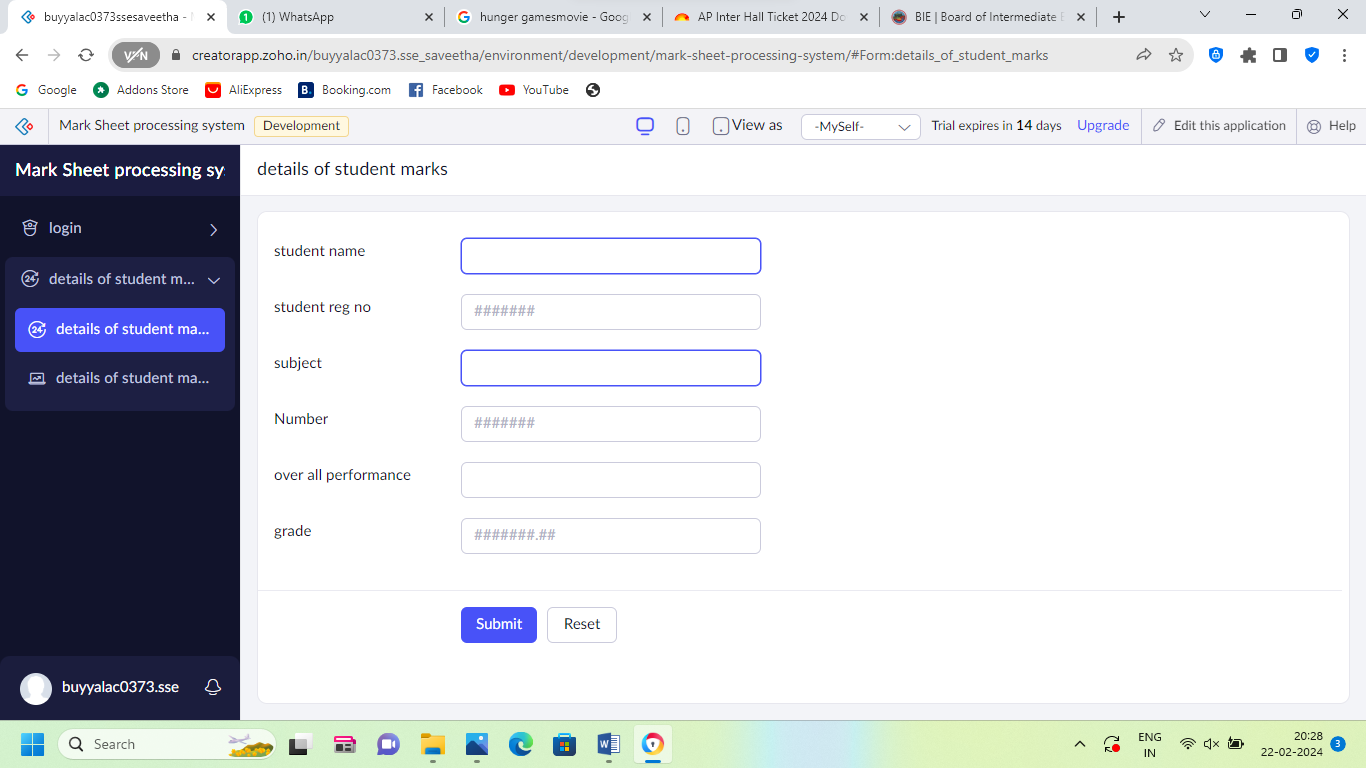 buyyalac0373ssesaveetha -
(1) WhatsApp
hunger gamesmovie - Goog
AP Inter Hall Ticket 2024 Do
BIE | Board of Intermediate E
VPN
creatorapp.zoho.in/buyyalac0373.sse_saveetha/environment/development/mark-sheet-processing-system/#Form:details_of_student_marks
Google
Addons Store
AliExpress
B.
Booking.com
Facebook
YouTube
Mark Sheet processing system
Development
View as
-MySelf-
Trial expires in 14 days
Upgrade
Edit this application
Help
Mark Sheet processing sy
details of student marks
login
details of student m...
details of student ma...
details of student ma...
student name
student reg no
#######
subject
Number
#######
over all performance
grade
#######.##
Submit
Reset
buyyalac0373.sse
Search
ENG
IN
20:28
22-02-2024
3